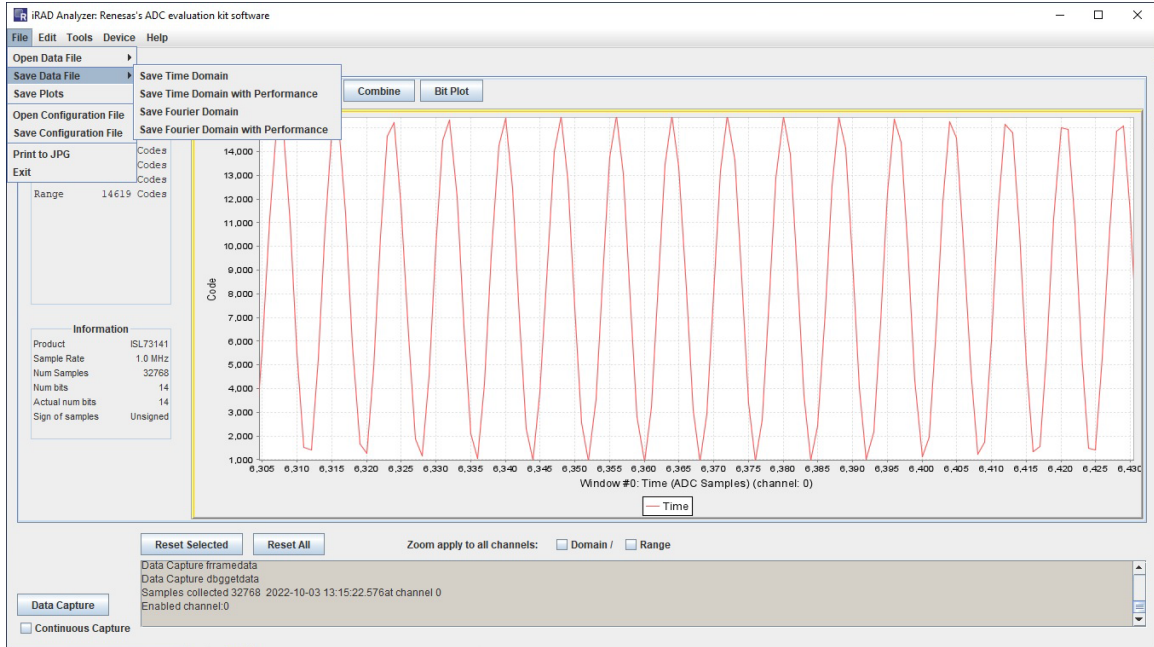 iRAD Analyzer: Renesas's ADC evaluation kit software
File Edit Tools Device Help
Open Data File
Save Data File
Save Plots
Open Configuration File
Save Configuration File
Print to JPG
Exit
Save Time Domain
Save Time Domain with Performance
Save Fourier Domain
Save Fourier Domain with Performance
Combine Bit Plot
Codes
Codes
Codes
Range 14619 Codes
Information
Product ISL73141
Sample Rate 1.0 MHz
Num Samples 32768
Num bits 14
Actual num bits 14
Sign of samples Unsigned
Code
14,000
13,000
12,000
11,000
10,000
9,000
8,000
7,000
6,000
5,000
4,000
3,000
2,000
1,000
6,305 6,310 6,315 6,320 6,325 6,330 6,335 6,340 6,345 6,350 6,355 6,360 6,365 6,370 6,375 6,380 6,385 6,390 6,395 6,400 6,405 6,410 6,415 6,420 6,425 6,430
Window #0: Time (ADC Samples) (channel: 0)
Time
Reset Selected Reset All Zoom apply to all channels: Domain / Range
Data Capture frramedata
Data Capture dbggetdata
Samples collected 32768 2022-10-03 13:15:22.576at channel 0
Enabled channel:0
Data Capture
Continuous Capture